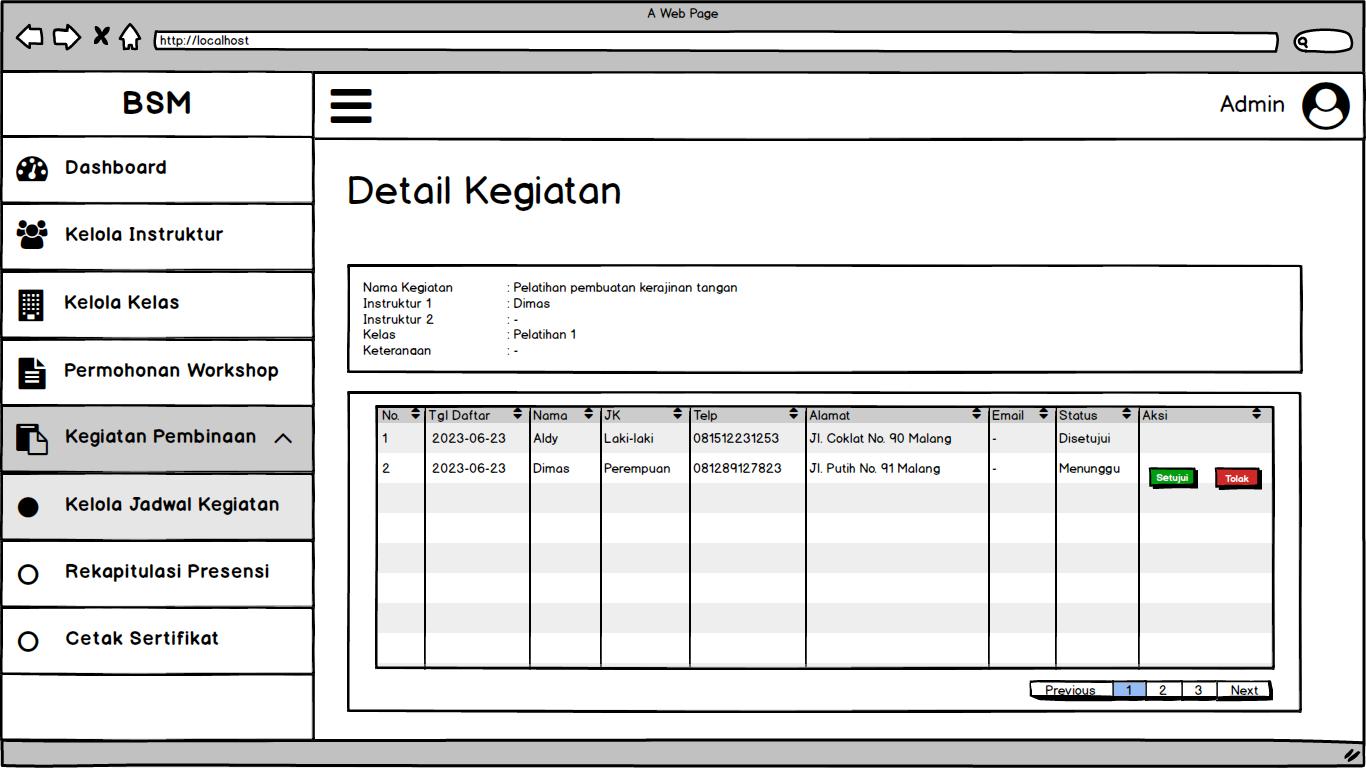 A Web Page
http://localhost
BSM
Admin
Dashboard
Kelola Instruktur
Kelola Kelas
Permohonan Workshop
Kegiatan Pembinaan
Kelola Jadwal Kegiatan
Rekapitulasi Presensi
Cetak Sertifikat
Detail Kegiatan
Nama Kegiatan : Pelatihan pembuatan kerajinan tangan
Instruktur 1 : Dimas
Instruktur 2 : -
Kelas : Pelatihan 1
Keterangan : -
No. Tgl Daftar Nama JK Telp Alamat Email Status Aksi
1 2023-06-23 Aldy Laki-laki 081512231253 Jl. Coklat No. 90 Malang - Disetujui
2 2023-06-23 Dimas Perempuan 081289127823 Jl. Putih No. 91 Malang - Menunggu Setujui Tolak
Previous 1 2 3 Next